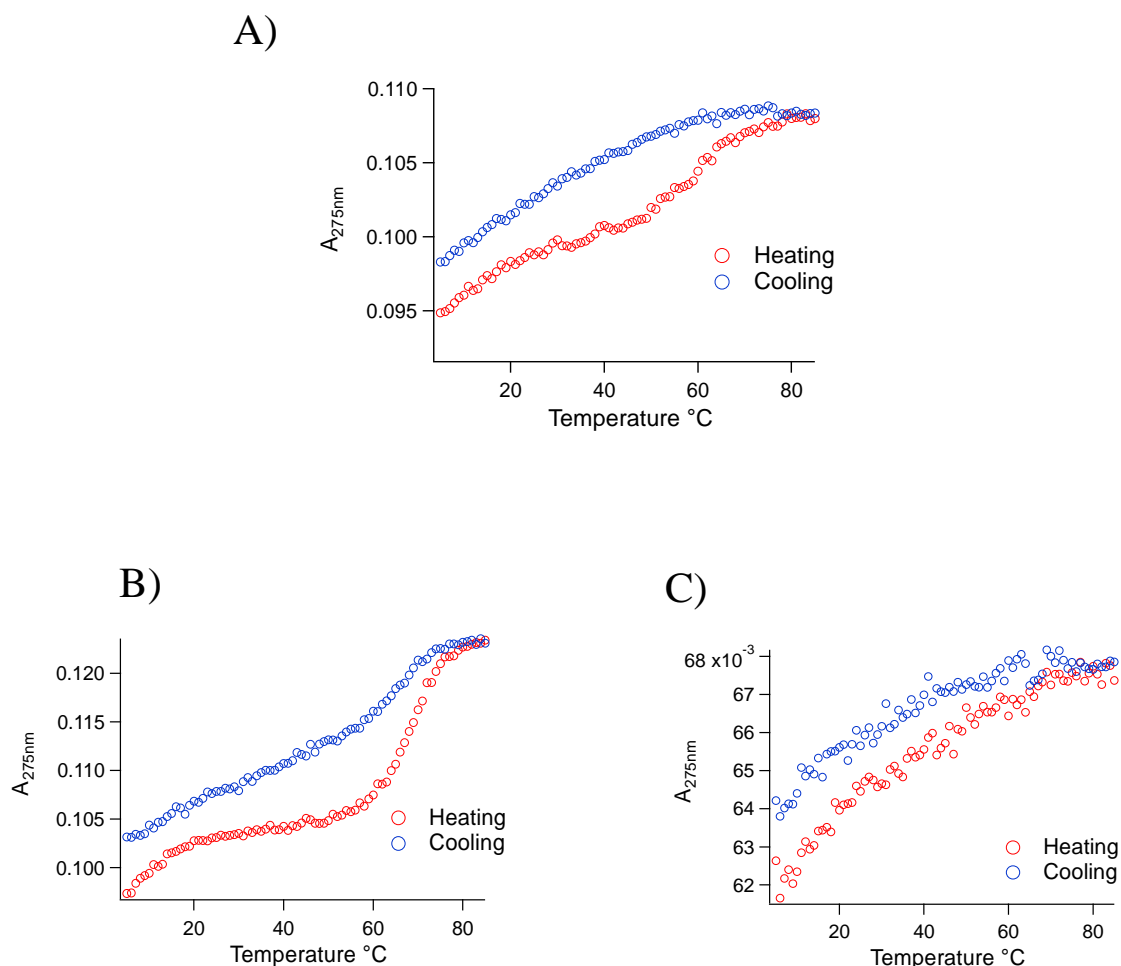 A)
0.110
0.105
0.100
0.095
A275nm
20
40
60
80
Temperature °C
Heating
Cooling
B)
0.120
0.115
0.110
0.105
0.100
A275nm
20
40
60
80
Temperature °C
Heating
Cooling
C)
68 x10-3
67
66
65
64
63
62
A275nm
20
40
60
80
Temperature °C
Heating
Cooling